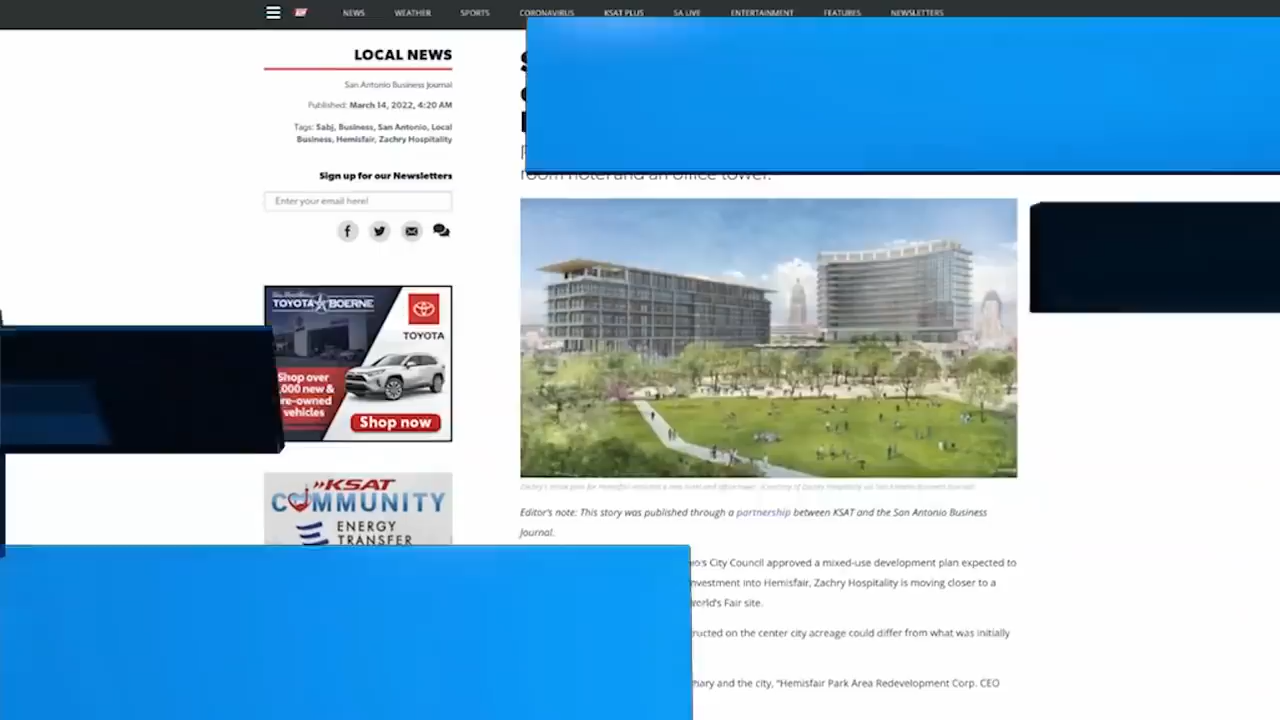 NEWS WEATHER SPORTS CORONAVIRUS KSAT PLUS SA LIVE ENTERTAINMENT FEATURES NEWSLETTERS
LOCAL NEWS
San Antonio Business Journal
Published: March 14, 2022, 4:20 AM
Tags: Sabj, Business, San Antonio, Local
Business, Hemisfair, Zachry Hospitality
Sign up for our Newsletters
Enter your email here!
TOYOTA BOERNE
TOYOTA
Shop over
,000 new &
pre-owned
vehicles
Shop now
KSAT
COMMUNITY
ENERGY
TRANSFER
room hotel and an office tower.
Editor's note: This story was published through a partnership between KSAT and the San Antonio Business
Journal.
io's City Council approved a mixed-use development plan expected to
nvestment into Hemisfair, Zachry Hospitality is moving closer to a
World's Fair site.
ructed on the center city acreage could differ from what was initially
hary and the city, "Hemisfair Park Area Redevelopment Corp. CEO